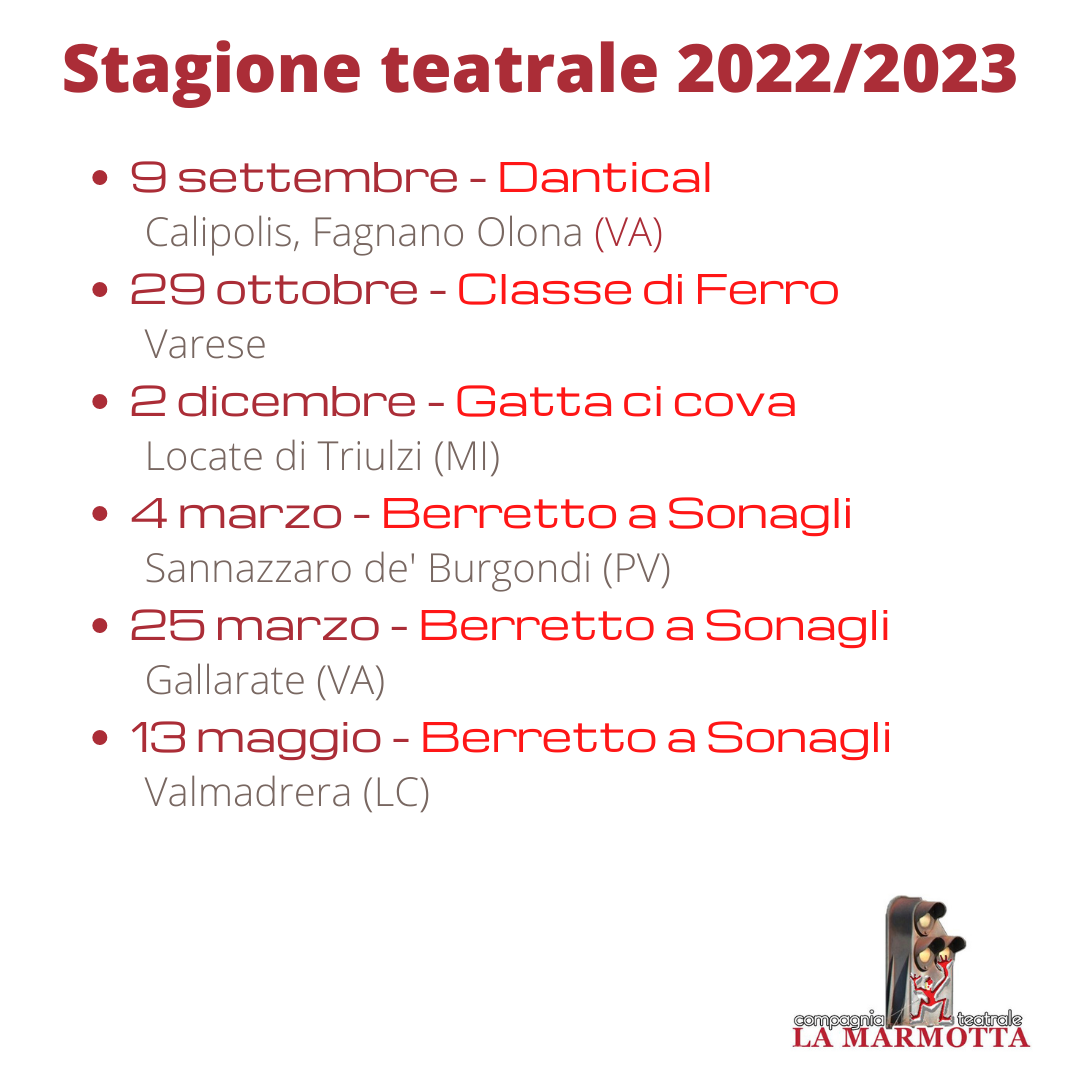 Stagione teatrale 2022/2023
• 9 settembre - Dantical
Calipolis, Fagnano Olona (VA)
• 29 ottobre - Classe di Ferro
Varese
• 2 dicembre - Gatta ci cova
Locate di Triulzi (MI)
• 4 marzo - Berretto a Sonagli
Sannazzaro de' Burgondi (PV)
• 25 marzo - Berretto a Sonagli
Gallarate (VA)
• 13 maggio - Berretto a Sonagli
Valmadrera (LC)
compagnia teatrale
LA MARMOTTA